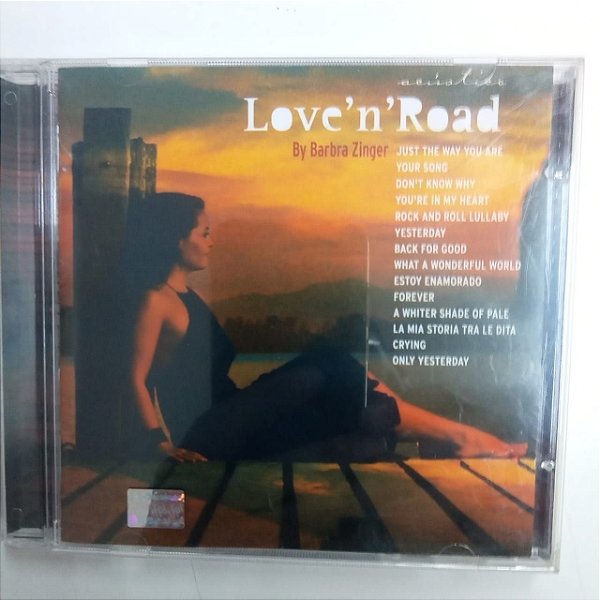 acústico
Love'n'Road
By Barbra Zinger
JUST THE WAY YOU ARE
YOUR SONG
DON'T KNOW WHY
YOU'RE IN MY HEART
ROCK AND ROLL LULLABY
YESTERDAY
BACK FOR GOOD
WHAT A WONDERFUL WORLD
ESTOY ENAMORADO
FOREVER
A WHITER SHADE OF PALE
LA MIA STORIA TRA LE DITA
CRYING
ONLY YESTERDAY